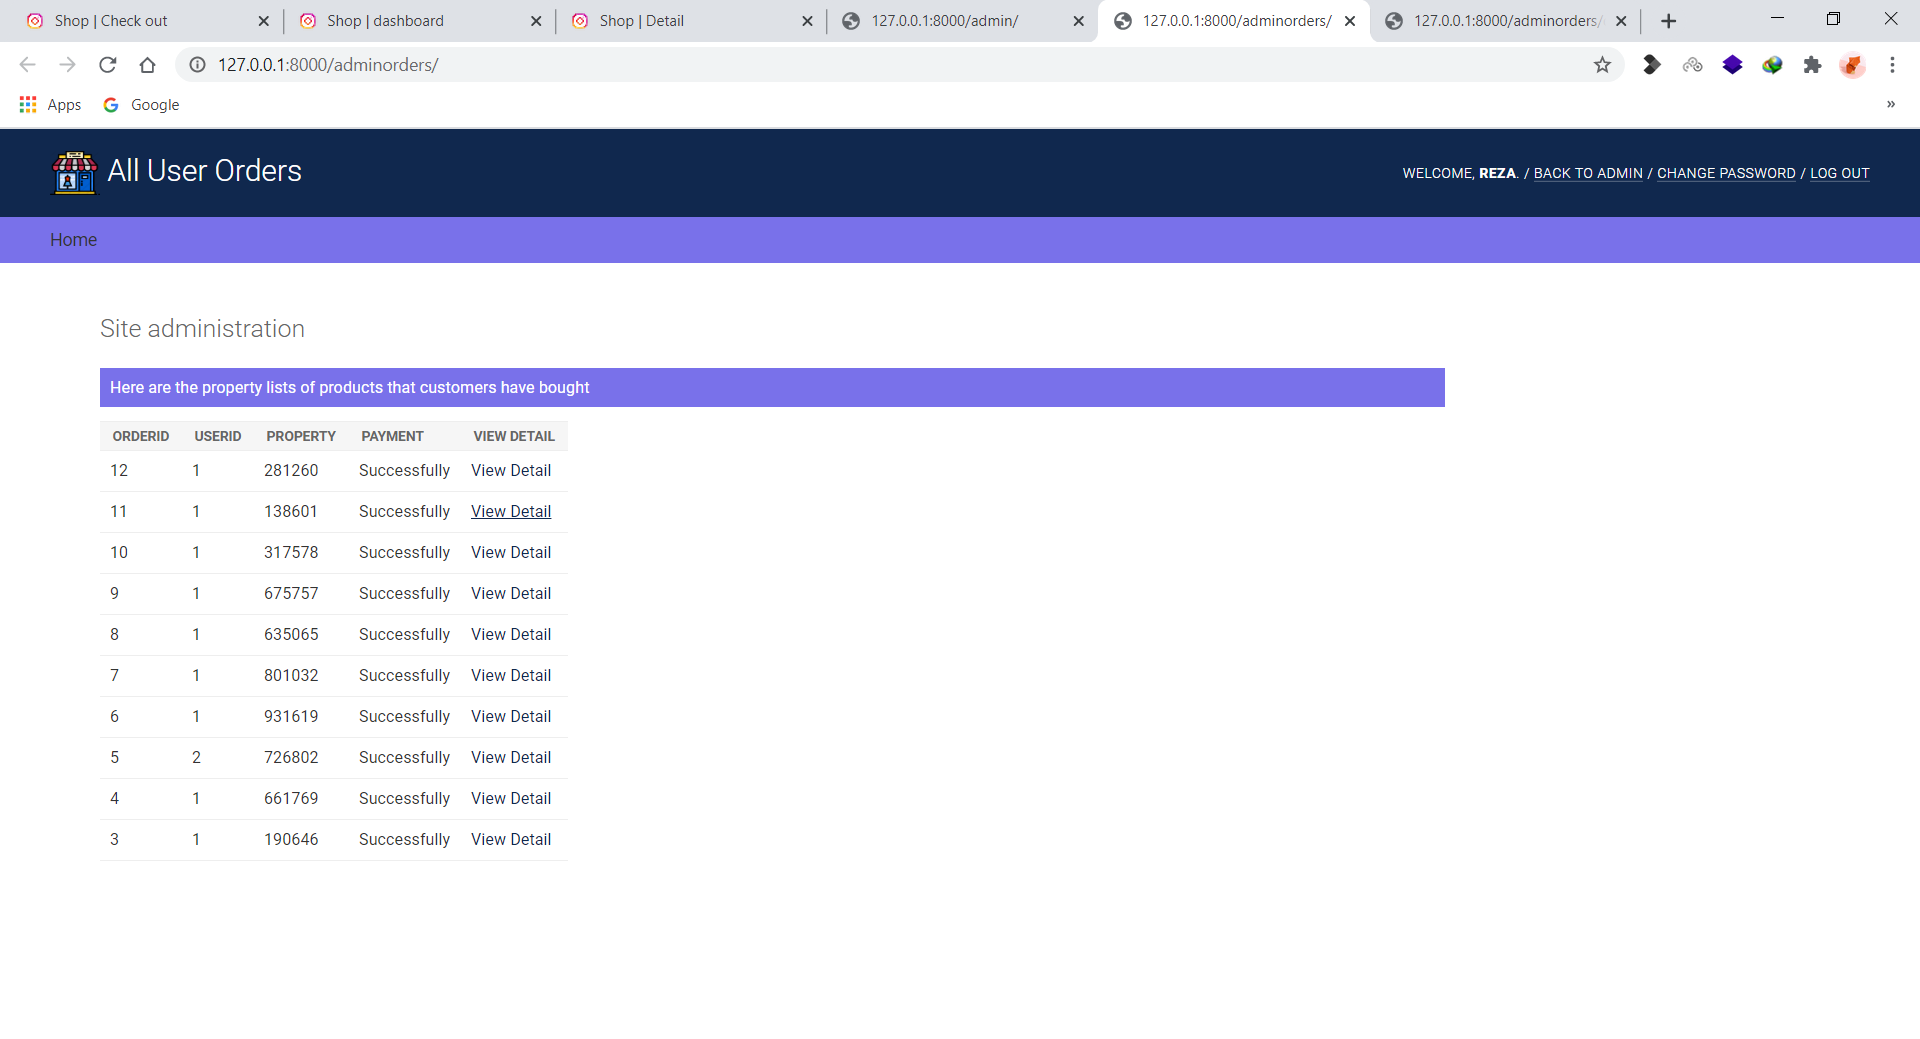 Shop | Check out
Shop | dashboard
Shop | Detail
127.0.0.1:8000/admin/
127.0.0.1:8000/adminorders/
127.0.0.1:8000/adminorders/
127.0.0.1:8000/adminorders/
Apps
Google
»
All User Orders
WELCOME, REZA. / BACK TO ADMIN / CHANGE PASSWORD / LOG OUT
Home
Site administration
Here are the property lists of products that customers have bought
ORDERID USERID PROPERTY PAYMENT VIEW DETAIL
12 1 281260 Successfully View Detail
11 1 138601 Successfully View Detail
10 1 317578 Successfully View Detail
9 1 675757 Successfully View Detail
8 1 635065 Successfully View Detail
7 1 801032 Successfully View Detail
6 1 931619 Successfully View Detail
5 2 726802 Successfully View Detail
4 1 661769 Successfully View Detail
3 1 190646 Successfully View Detail